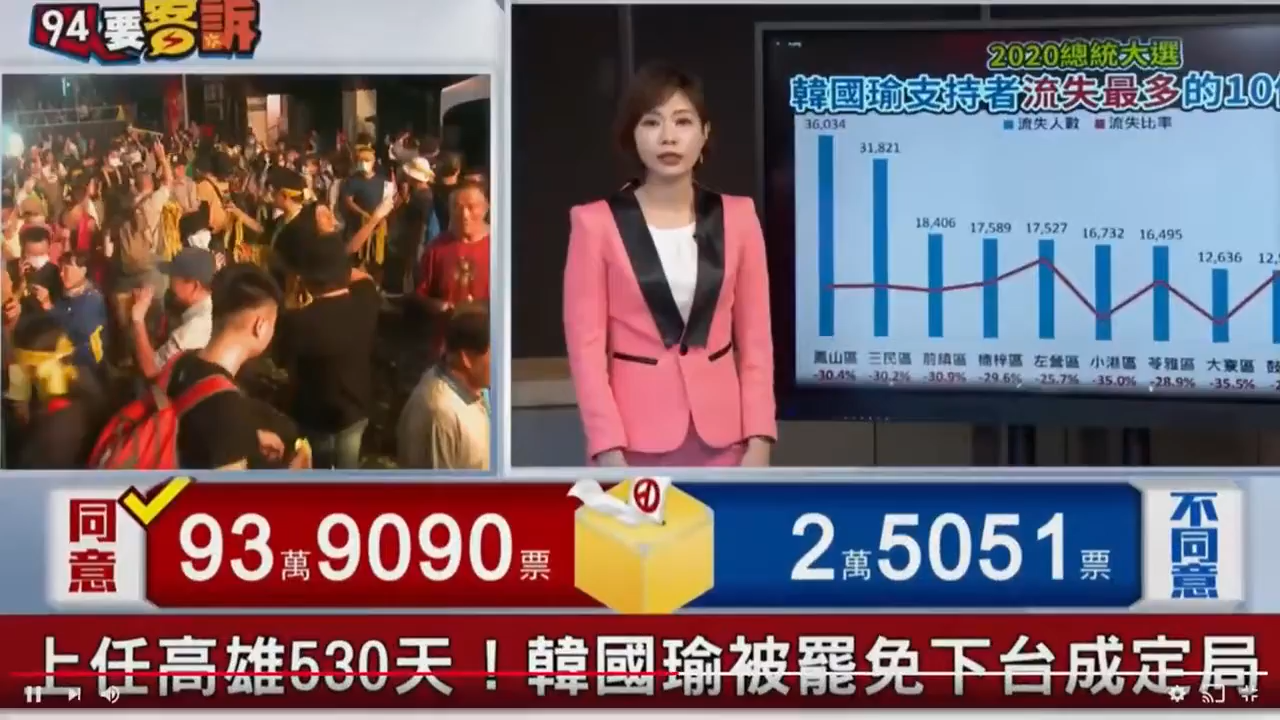 94要客訴
2020總統大選
韓國瑜支持者流失最多的10
流失人數 流失比率
36,034 31,821 18,406 17,589 17,527 16,732 16,495 12,636
鳳山區 三民區 前鎮區 楠梓區 左營區 小港區 苓雅區 大寮區
-30.4% -30.2% -30.9% -29.6% -25.7% -35.0% -28.9% -35.5%
同意 93萬9090票 2萬5051票 不同意
上任高雄530天！韓國瑜被罷免下台成定局